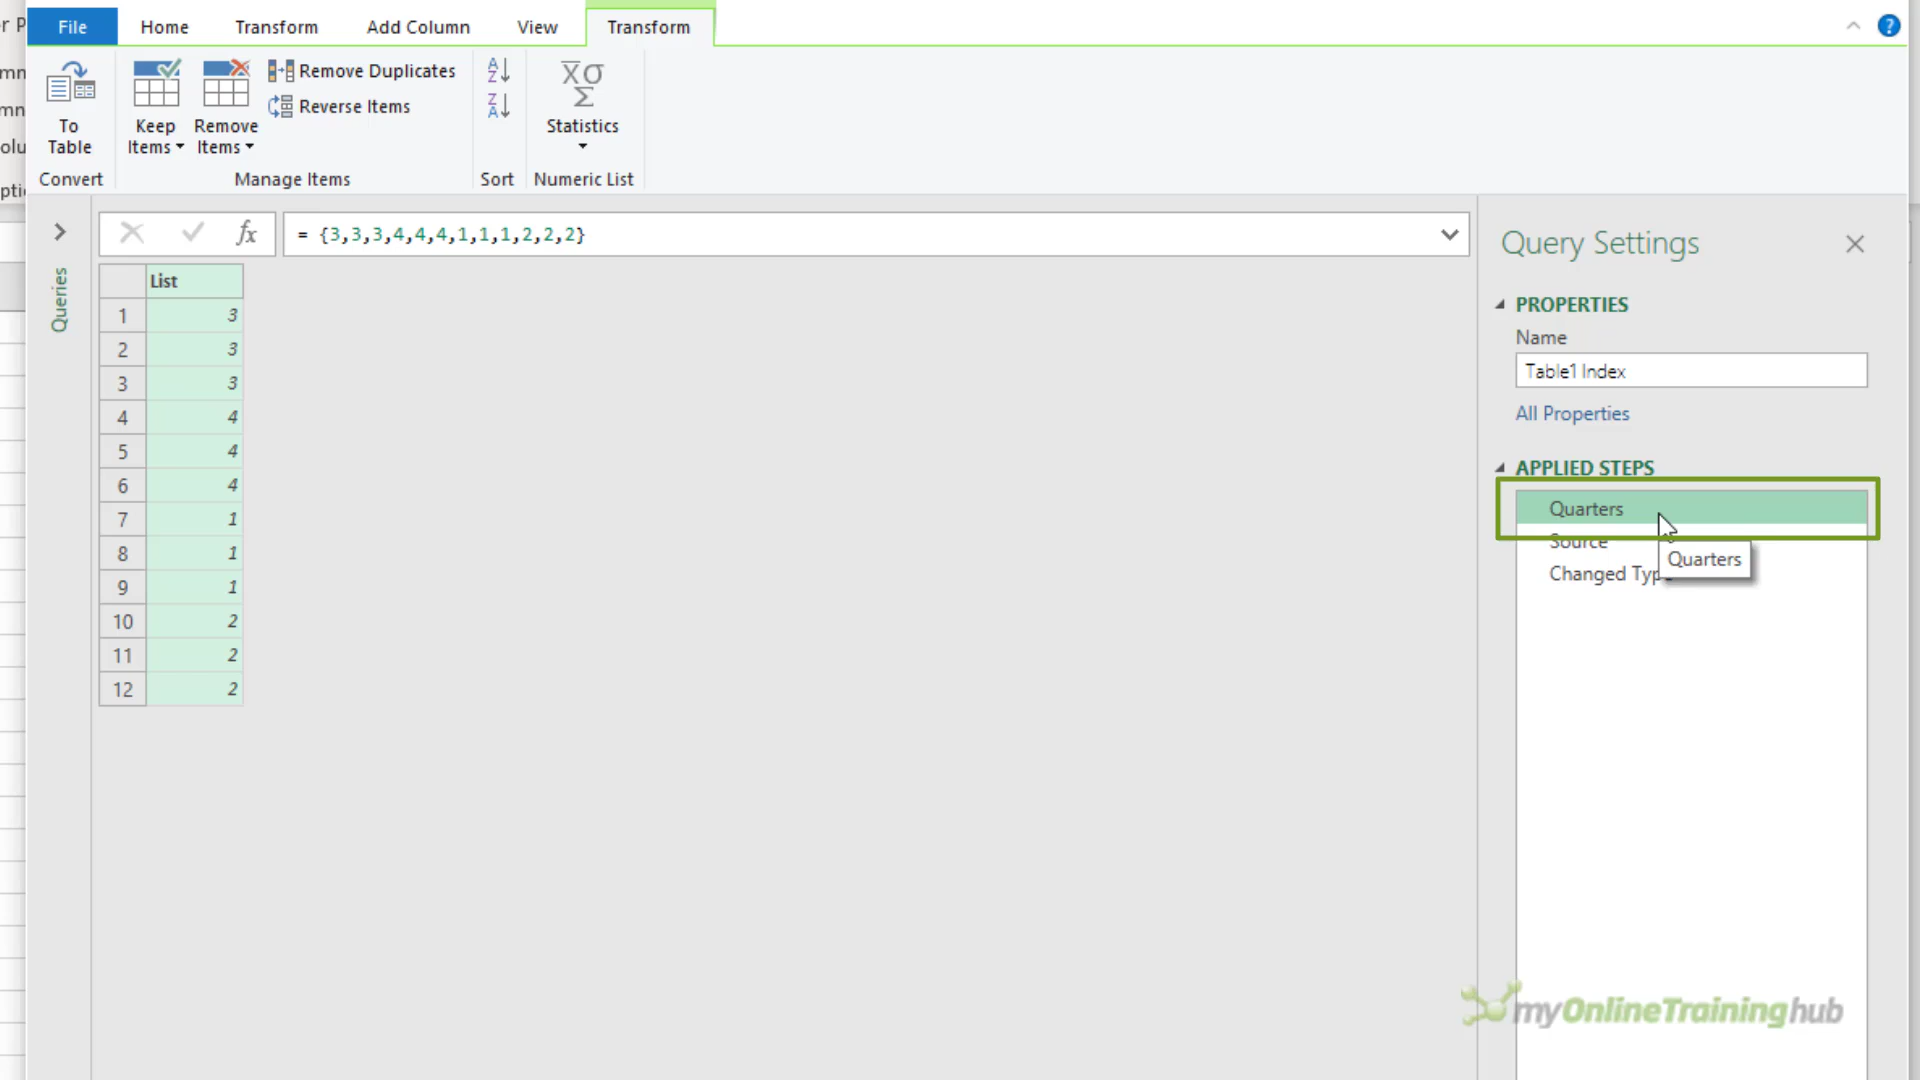 File
Home
Transform
Add Column
View
Transform
?
To
Table
Keep
Items
Remove
Items
Remove Duplicates
Reverse Items
A
Z
Z
A
X̅σ
Σ
Statistics
Convert
Manage Items
Sort
Numeric List
Queries
fx
= {3,3,3,4,4,4,1,1,1,2,2,2}
List
1 3
2 3
3 3
4 4
5 4
6 4
7 1
8 1
9 1
10 2
11 2
12 2
Query Settings
PROPERTIES
Name
Table1 Index
All Properties
APPLIED STEPS
Quarters
Source
Quarters
Changed Type
myOnlineTraininghub